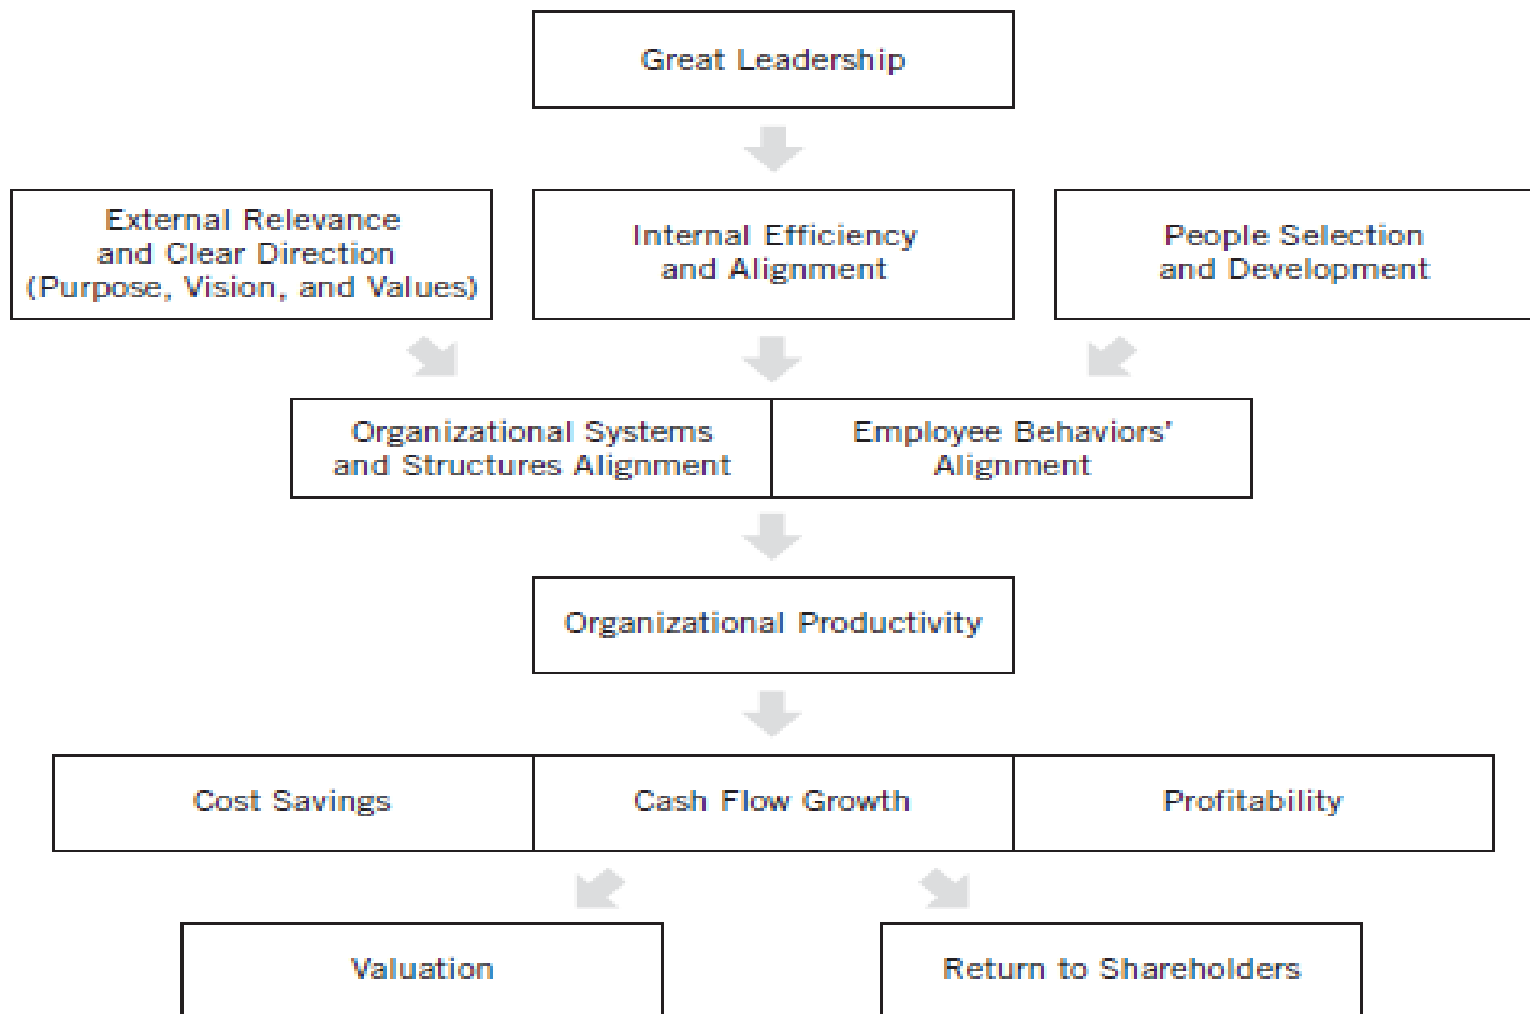 Great Leadership
External Relevance
and Clear Direction
(Purpose, Vision, and Values)
Internal Efficiency
and Alignment
People Selection
and Development
Organizational Systems
and Structures Alignment
Employee Behaviors'
Alignment
Organizational Productivity
Cost Savings
Cash Flow Growth
Profitability
Valuation
Return to Shareholders